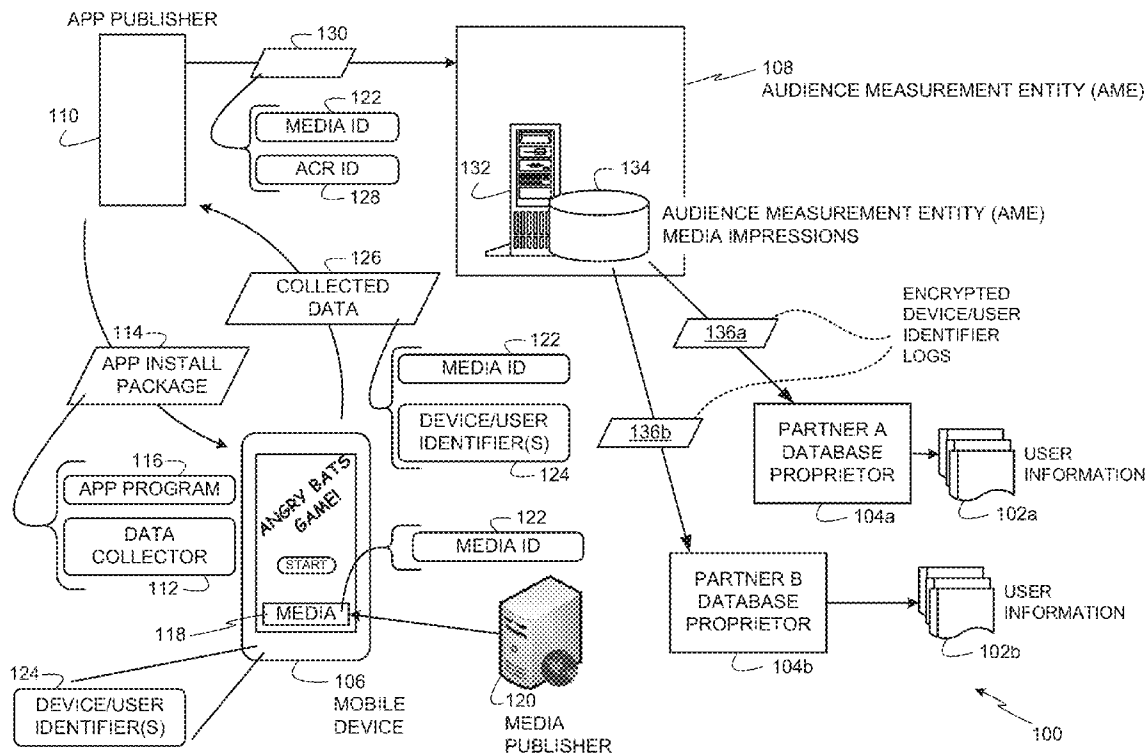 APP PUBLISHER
130
108
AUDIENCE MEASUREMENT ENTITY (AME)
122
MEDIA ID
110
ACR ID
128
132
134
AUDIENCE MEASUREMENT ENTITY (AME)
MEDIA IMPRESSIONS
126
COLLECTED
DATA
ENCRYPTED
DEVICE/USER
IDENTIFIER
LOGS
136a
114
APP INSTALL
PACKAGE
122
MEDIA ID
DEVICE/USER
IDENTIFIER(S)
124
136b
PARTNER A
DATABASE
PROPRIETOR
104a
USER
INFORMATION
102a
116
APP PROGRAM
DATA
COLLECTOR
112
ANGRY BATS
GAME!
START
MEDIA
118
122
MEDIA ID
PARTNER B
DATABASE
PROPRIETOR
104b
USER
INFORMATION
102b
124
DEVICE/USER
IDENTIFIER(S)
106
MOBILE
DEVICE
120
MEDIA
PUBLISHER
100